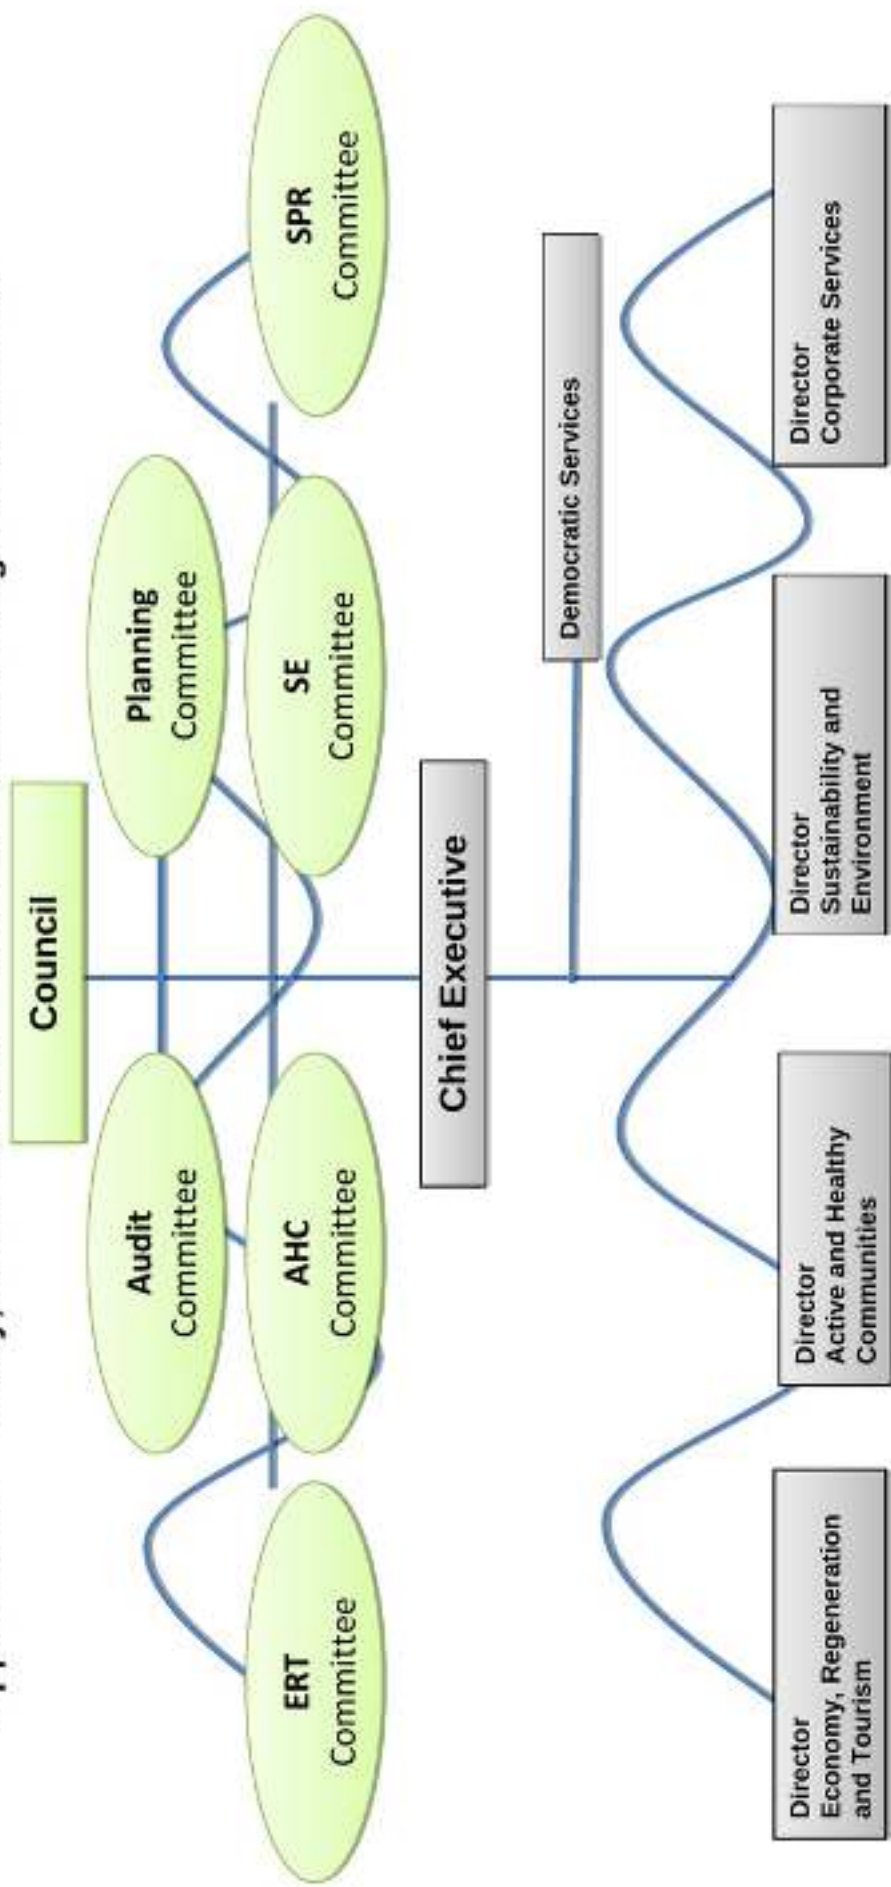 Council
Audit
Committee
Planning
Committee
ERT
Committee
AHC
Committee
SE
Committee
SPR
Committee
Chief Executive
Democratic Services
Director
Economy, Regeneration
and Tourism
Director
Active and Healthy
Communities
Director
Sustainability and
Environment
Director
Corporate Services